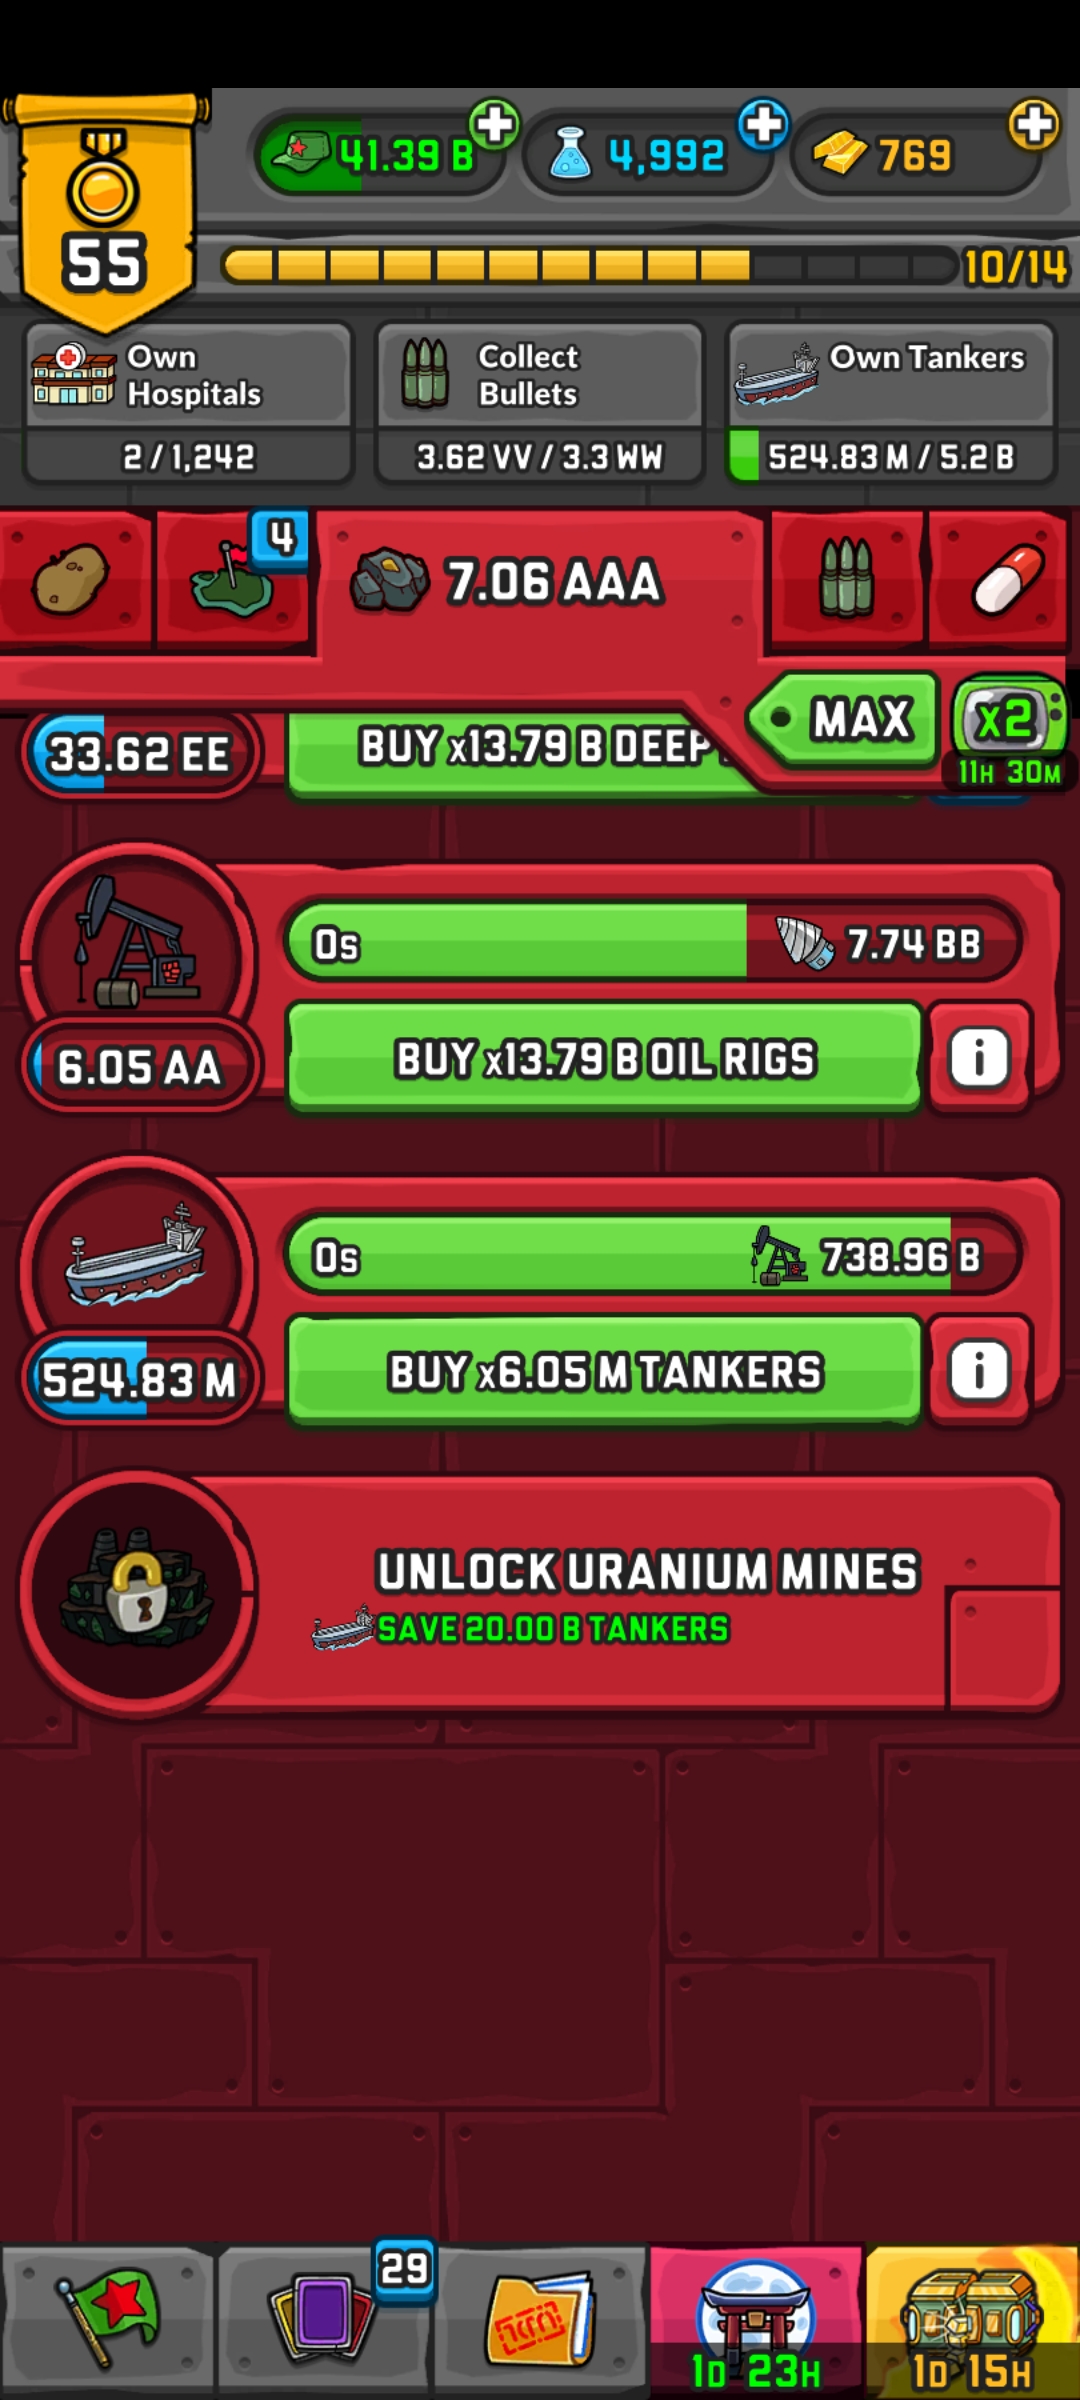 41.39 B
4,992
769
55
10/14
Own
Hospitals
2 / 1,242
Collect
Bullets
3.62 VV / 3.3 WW
Own Tankers
524.83 M / 5.2 B
4
7.06 AAA
MAX
x2
11H 30M
33.62 EE
BUY x13.79 B DEEP
0s
7.74 BB
6.05 AA
BUY x13.79 B OIL RIGS
i
0s
738.96 B
524.83 M
BUY x6.05 M TANKERS
i
UNLOCK URANIUM MINES
SAVE 20.00 B TANKERS
29
1D 23H
1D 15H